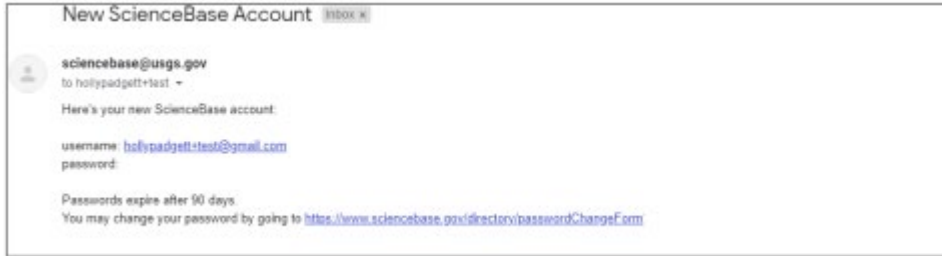 New ScienceBase Account Inbox x
sciencebase@usgs.gov
to hollypadgett+test
Here's your new ScienceBase account:
username: hollypadgett+test@gmail.com
password:
Passwords expire after 90 days.
You may change your password by going to https://www.sciencebase.gov/directory/passwordChangeForm